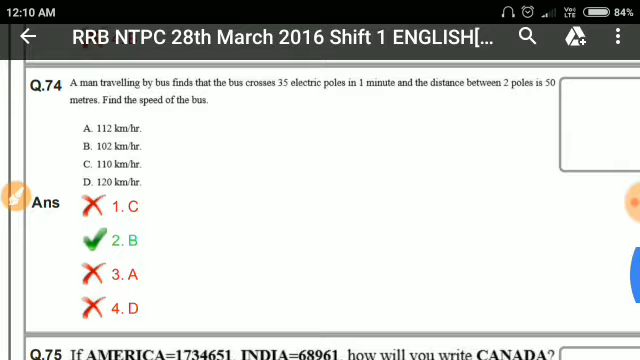 12:10 AM VoD LTE 84%
RRB NTPC 28th March 2016 Shift 1 ENGLISH[...
Q.74 A man travelling by bus finds that the bus crosses 35 electric poles in 1 minute and the distance between 2 poles is 50
metres. Find the speed of the bus.
A. 112 km/hr.
B. 102 km/hr.
C. 110 km/hr.
D. 120 km/hr.
Ans 1. C
2. B
3. A
4. D
Q.75 If AMERICA=1734651, INDIA=68961, how will you write CANADA?